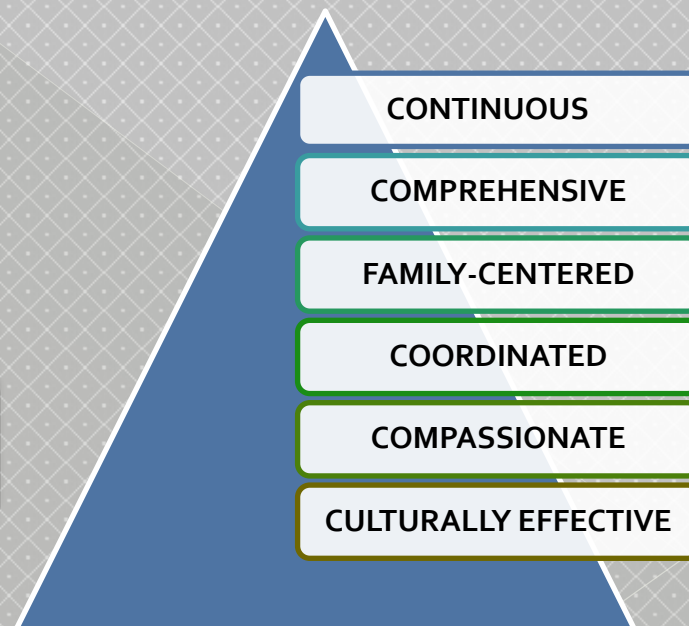 CONTINUOUS
COMPREHENSIVE
FAMILY-CENTERED
COORDINATED
COMPASSIONATE
CULTURALLY EFFECTIVE